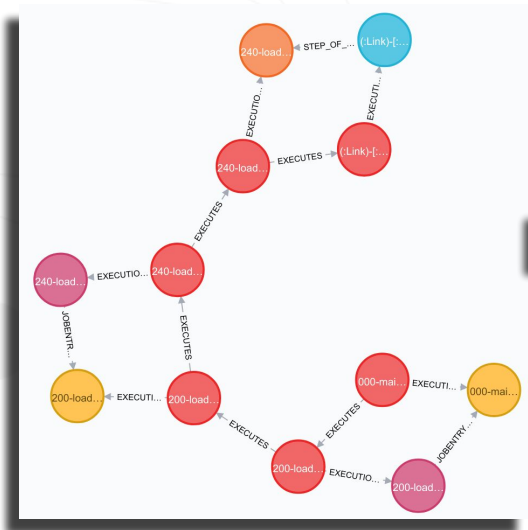 (:Link)-[:...
240-load...
STEP_OF_...
EXECUTIO...
EXECUTI...
(:Link)-[:...
EXECUTES
240-load...
EXECUTES
240-load...
EXECUTIO...
240-load...
EXECUTES
JOBENTR...
200-load...
EXECUTI...
200-load...
000-mai...
EXECUTI...
000-mai...
EXECUTES
EXECUTES
JOBENTRY...
200-load...
EXECUTIO...
200-load...